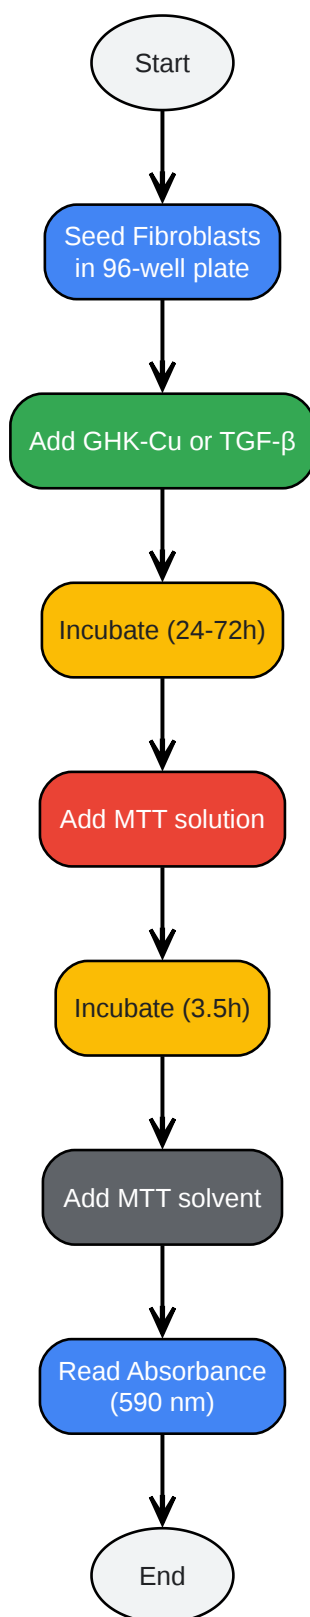 Start
Seed Fibroblasts
in 96-well plate
Add GHK-Cu or TGF-β
Incubate (24-72h)
Add MTT solution
Incubate (3.5h)
Add MTT solvent
Read Absorbance
(590 nm)
End